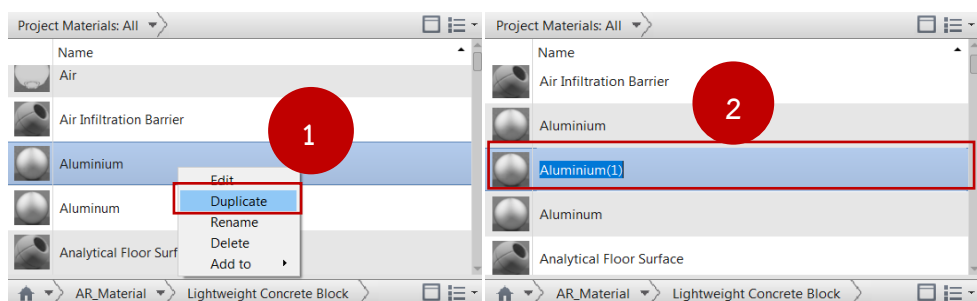 Project Materials: All
Name
Air
Air Infiltration Barrier
1
Aluminium
Edit
Duplicate
Aluminum
Rename
Delete
Analytical Floor Surf
Add to
AR_Material
Lightweight Concrete Block
Project Materials: All
Name
Air Infiltration Barrier
2
Aluminium
Aluminium(1)
Aluminum
Analytical Floor Surface
AR_Material
Lightweight Concrete Block